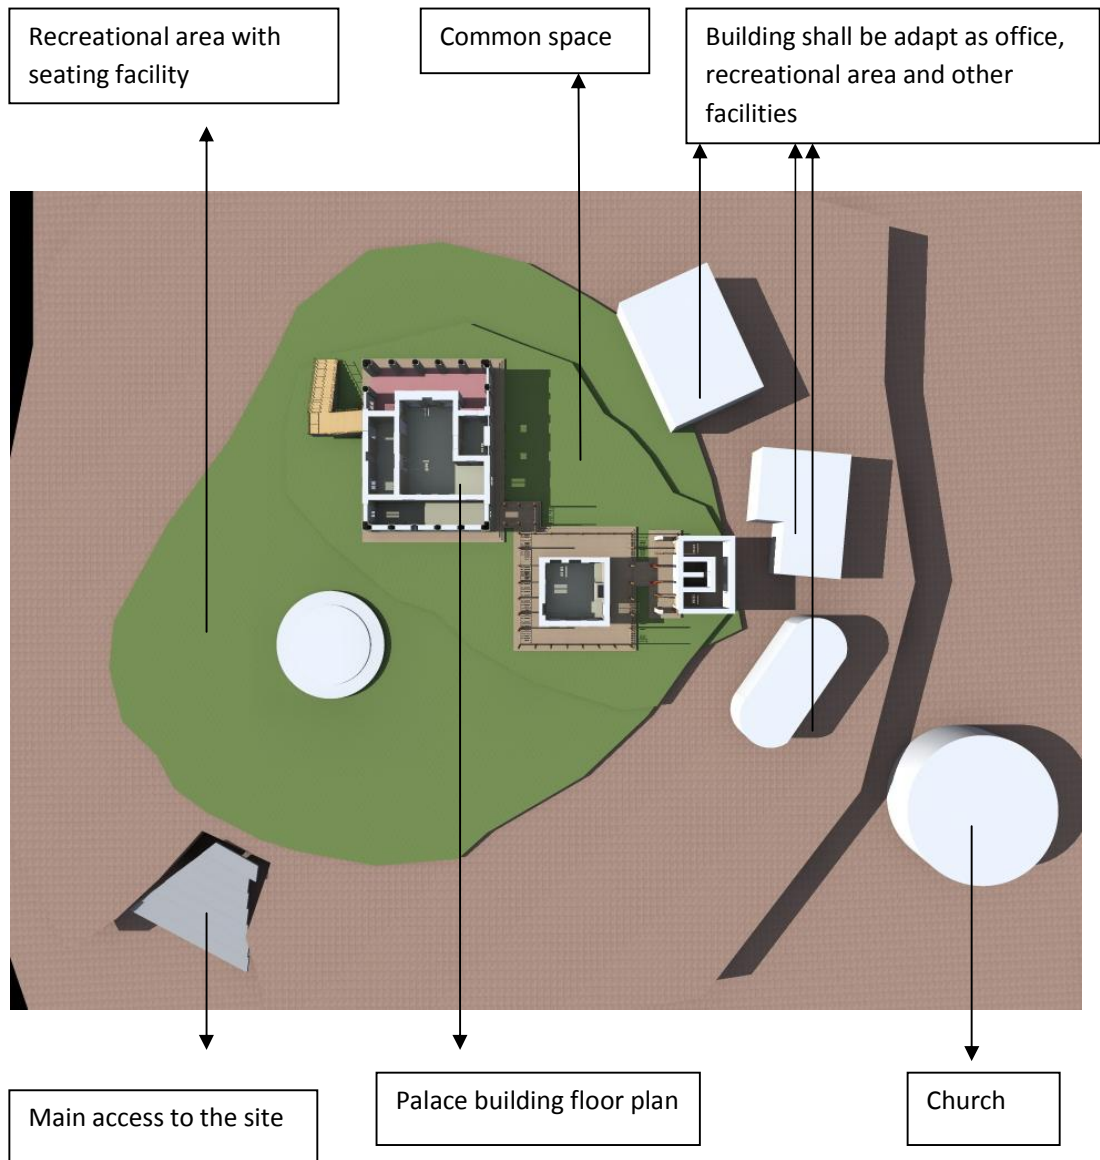 Recreational area with
seating facility
Common space
Building shall be adapt as office,
recreational area and other
facilities
Main access to the site
Palace building floor plan
Church